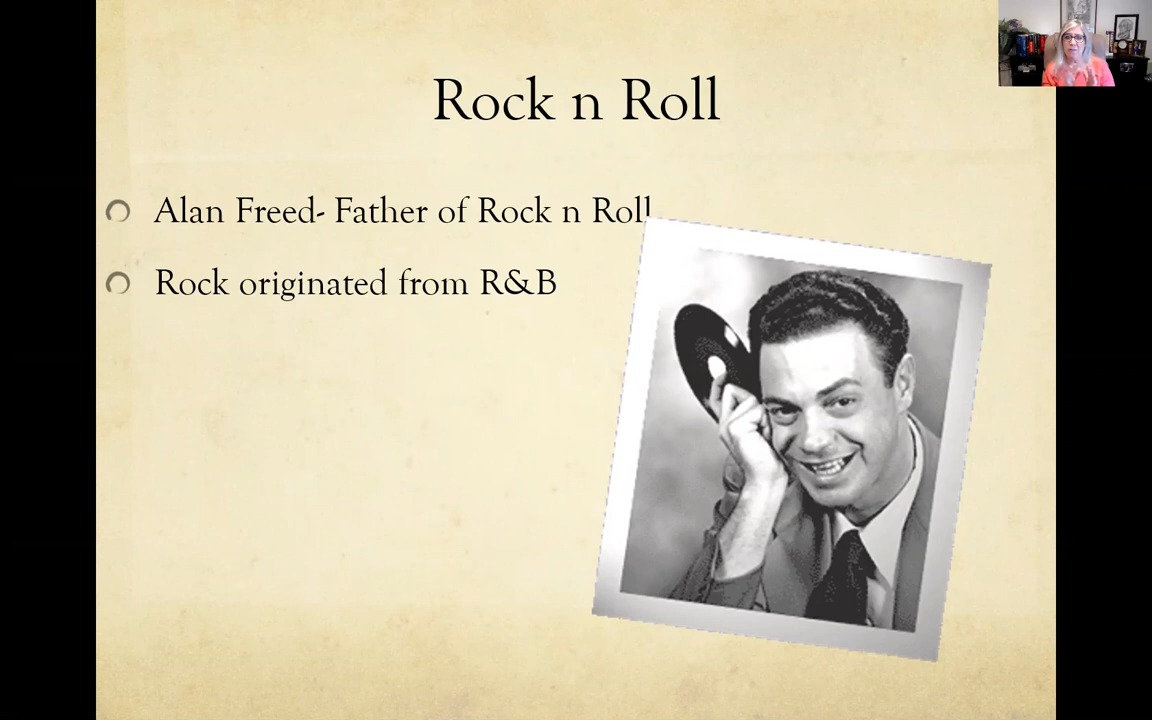 Rock n Roll
Alan Freed- Father of Rock n Roll
Rock originated from R&B